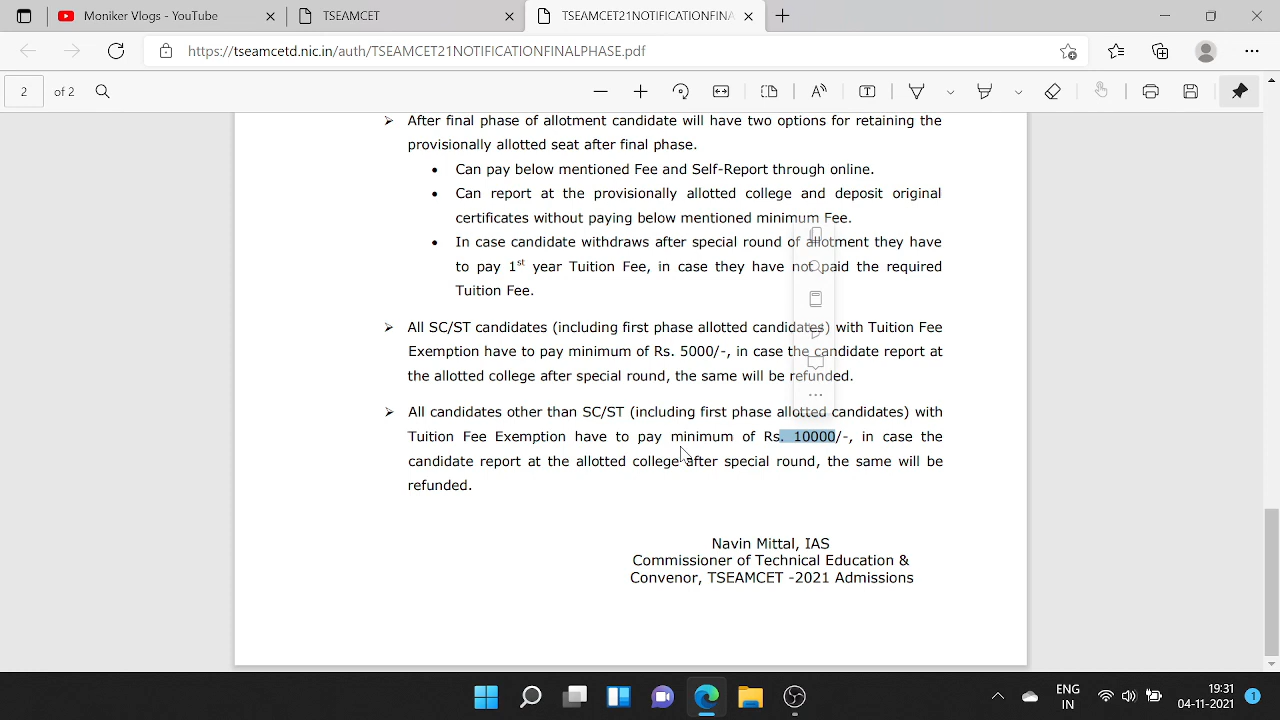 Moniker Vlogs - YouTube
TSEAMCET
TSEAMCET21NOTIFICATIONFINA
https://tseamcetd.nic.in/auth/TSEAMCET21NOTIFICATIONFINALPHASE.pdf
2 of 2
➢ After final phase of allotment candidate will have two options for retaining the
provisionally allotted seat after final phase.
• Can pay below mentioned Fee and Self-Report through online.
• Can report at the provisionally allotted college and deposit original
certificates without paying below mentioned minimum Fee.
• In case candidate withdraws after special round of allotment they have
to pay 1st year Tuition Fee, in case they have not paid the required
Tuition Fee.
➢ All SC/ST candidates (including first phase allotted candidates) with Tuition Fee
Exemption have to pay minimum of Rs. 5000/-, in case the candidate report at
the allotted college after special round, the same will be refunded.
➢ All candidates other than SC/ST (including first phase allotted candidates) with
Tuition Fee Exemption have to pay minimum of Rs. 10000/-, in case the
candidate report at the allotted college after special round, the same will be
refunded.
Navin Mittal, IAS
Commissioner of Technical Education &
Convenor, TSEAMCET -2021 Admissions
ENG
IN
19:31
04-11-2021
1